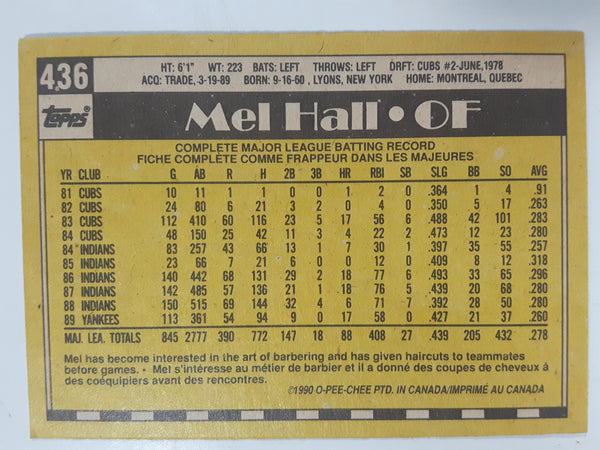 436
HT: 6'1" WT: 223 BATS: LEFT THROWS: LEFT DRFT: CUBS #2-JUNE, 1978
ACQ: TRADE, 3-19-89 BORN: 9-16-60, LYONS, NEW YORK HOME: MONTREAL, QUEBEC
Topps®
Mel Hall • OF
COMPLETE MAJOR LEAGUE BATTING RECORD
FICHE COMPLÈTE COMME FRAPPEUR DANS LES MAJEURES
YR CLUB G AB R H 2B 3B HR RBI SB SLG BB SO AVG
81 CUBS 10 11 1 1 0 0 1 2 0 .364 1 4 .91
82 CUBS 24 80 6 21 3 2 0 4 0 .350 5 17 .263
83 CUBS 112 410 60 116 23 5 17 56 6 .488 42 101 .283
84 CUBS 48 150 25 42 11 3 4 22 2 .473 12 23 .280
84 INDIANS 83 257 43 66 13 1 7 30 1 .397 35 55 .257
85 INDIANS 23 66 7 21 6 0 0 12 0 .409 8 12 .318
86 INDIANS 140 442 68 131 29 2 18 77 6 .493 33 65 .296
87 INDIANS 142 485 57 136 21 1 18 76 5 .439 20 68 .280
88 INDIANS 150 515 69 144 32 4 6 71 7 .392 28 50 .280
89 YANKEES 113 361 54 94 9 0 17 58 0 .427 21 37 .260
MAJ. LEA. TOTALS 845 2777 390 772 147 18 88 408 27 .439 205 432 .278
Mel has become interested in the art of barbering and has given haircuts to teammates
before games. • Mel s'intéresse au métier de barbier et il a donné des coupes de cheveux à
des coéquipiers avant des rencontres.
©1990 O-PEE-CHEE PTD. IN CANADA/IMPRIMÉ AU CANADA